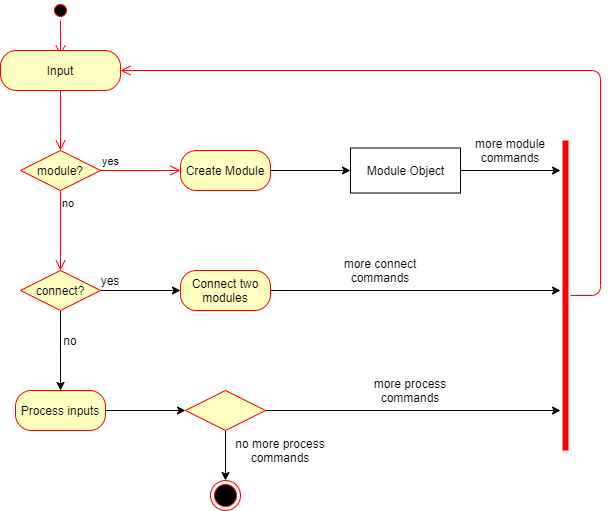 Input
module?
yes
Create Module
Module Object
more module
commands
no
connect?
yes
Connect two
modules
more connect
commands
no
Process inputs
more process
commands
no more process
commands